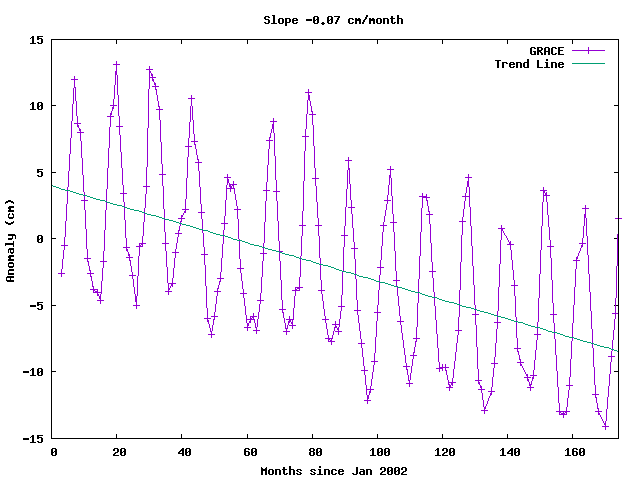 Slope -0.07 cm/month
GRACE
Trend Line
15
10
5
0
-5
-10
-15
Anomaly (cm)
0 20 40 60 80 100 120 140 160
Months since Jan 2002